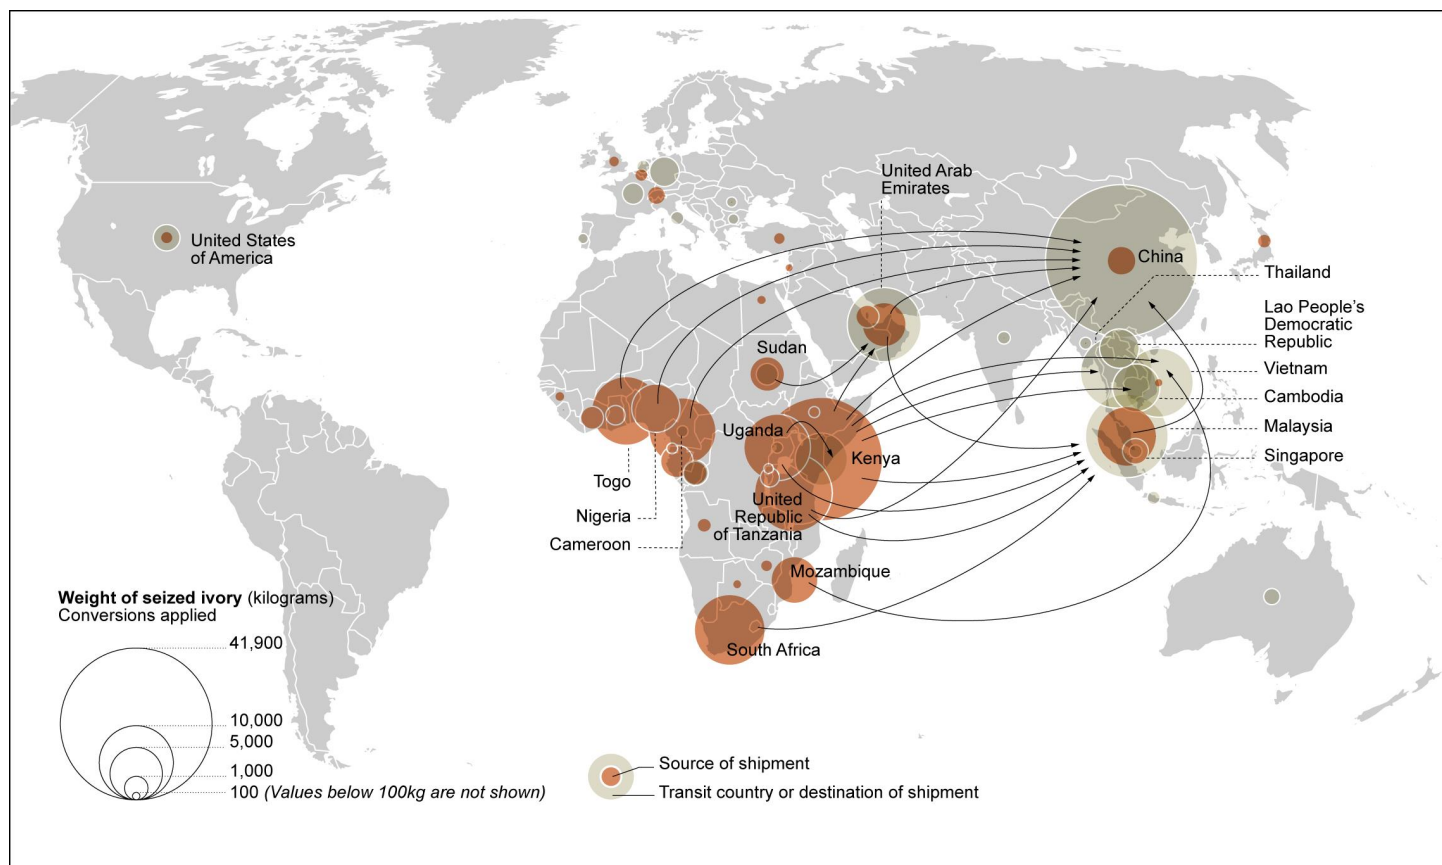 United Arab
Emirates
United States
of America
China
Thailand
Lao People's
Democratic
Republic
Sudan
Vietnam
Cambodia
Uganda
Malaysia
Kenya
Singapore
Togo
United
Republic
of Tanzania
Nigeria
Cameroon
Mozambique
South Africa
Weight of seized ivory (kilograms)
Conversions applied
41,900
10,000
5,000
1,000
100 (Values below 100kg are not shown)
Source of shipment
Transit country or destination of shipment